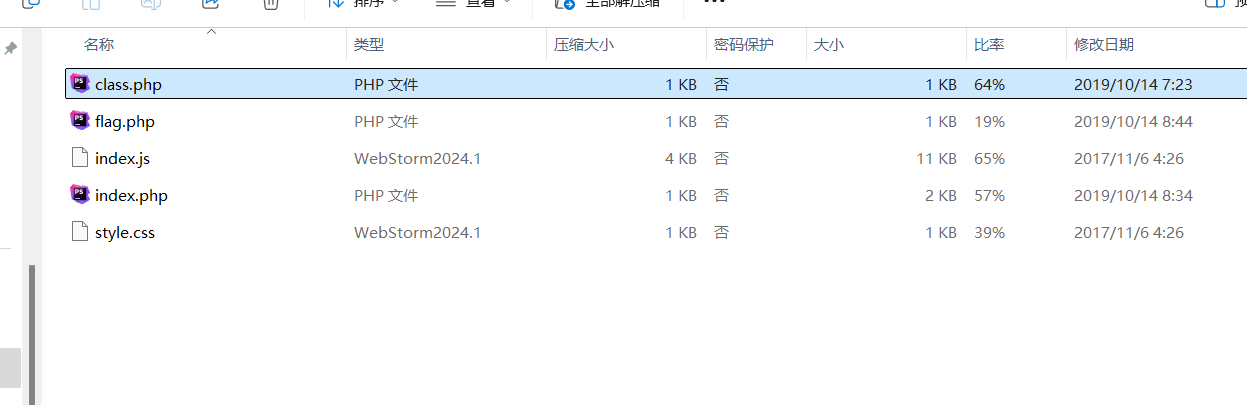 排序 查看 全部解压缩 ···
名称 类型 压缩大小 密码保护 大小 比率 修改日期
class.php PHP 文件 1 KB 否 1 KB 64% 2019/10/14 7:23
flag.php PHP 文件 1 KB 否 1 KB 19% 2019/10/14 8:44
index.js WebStorm2024.1 4 KB 否 11 KB 65% 2017/11/6 4:26
index.php PHP 文件 1 KB 否 2 KB 57% 2019/10/14 8:34
style.css WebStorm2024.1 1 KB 否 1 KB 39% 2017/11/6 4:26